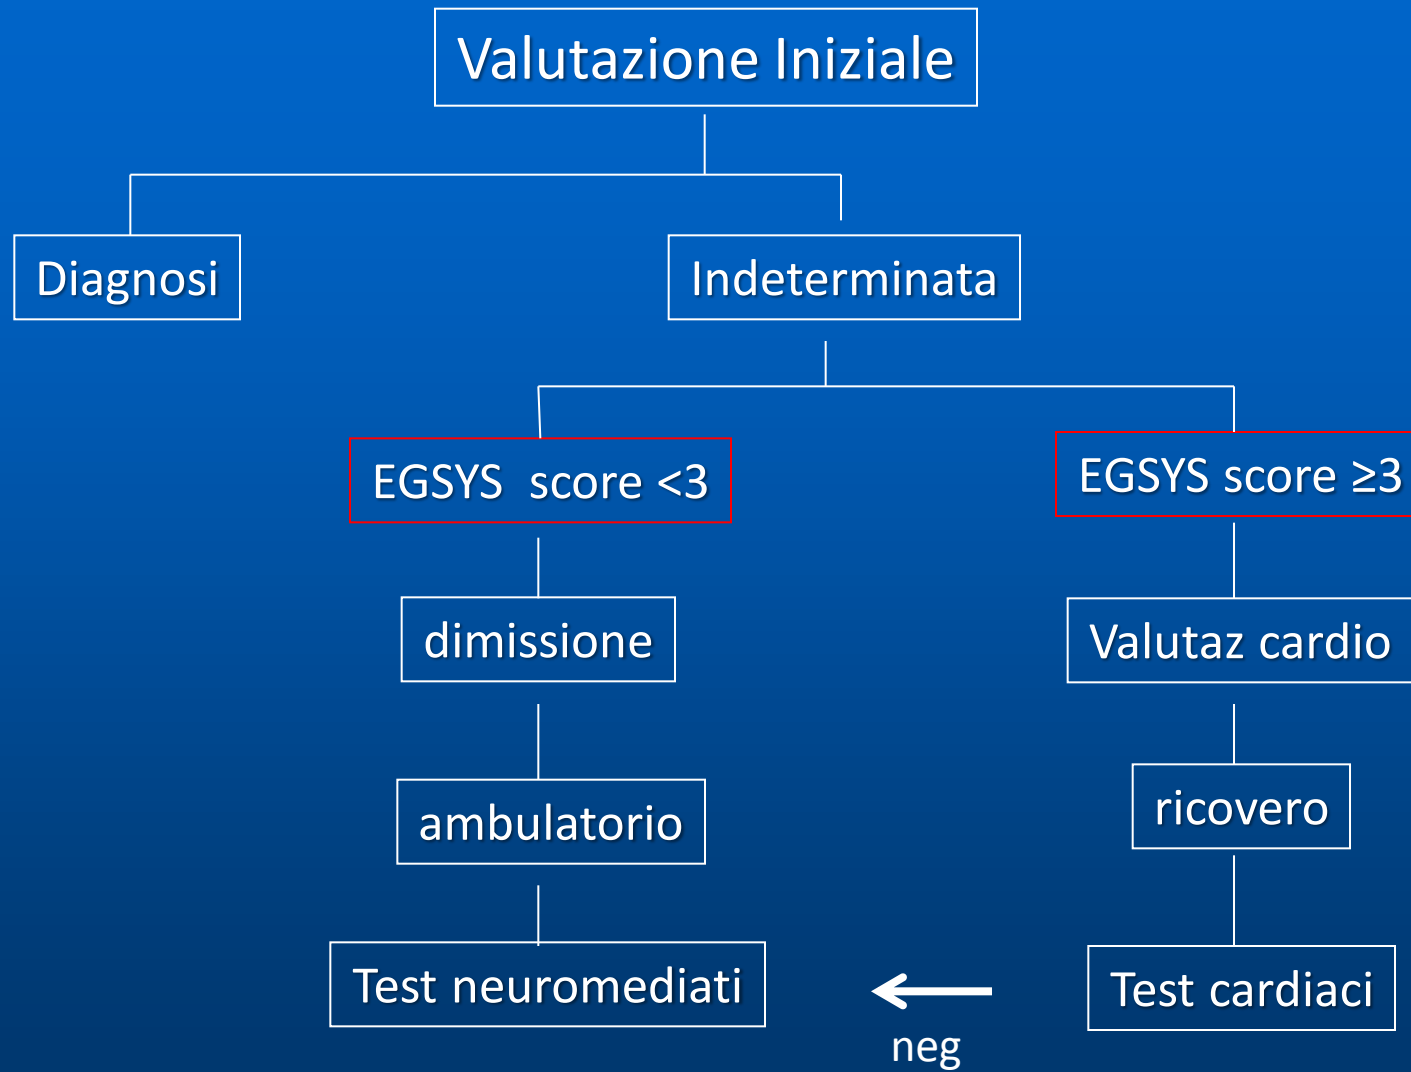 Valutazione Iniziale
Diagnosi
Indeterminata
EGSYS score <3
EGSYS score ≥3
dimissione
Valutaz cardio
ambulatorio
ricovero
Test neuromediati
Test cardiaci
neg